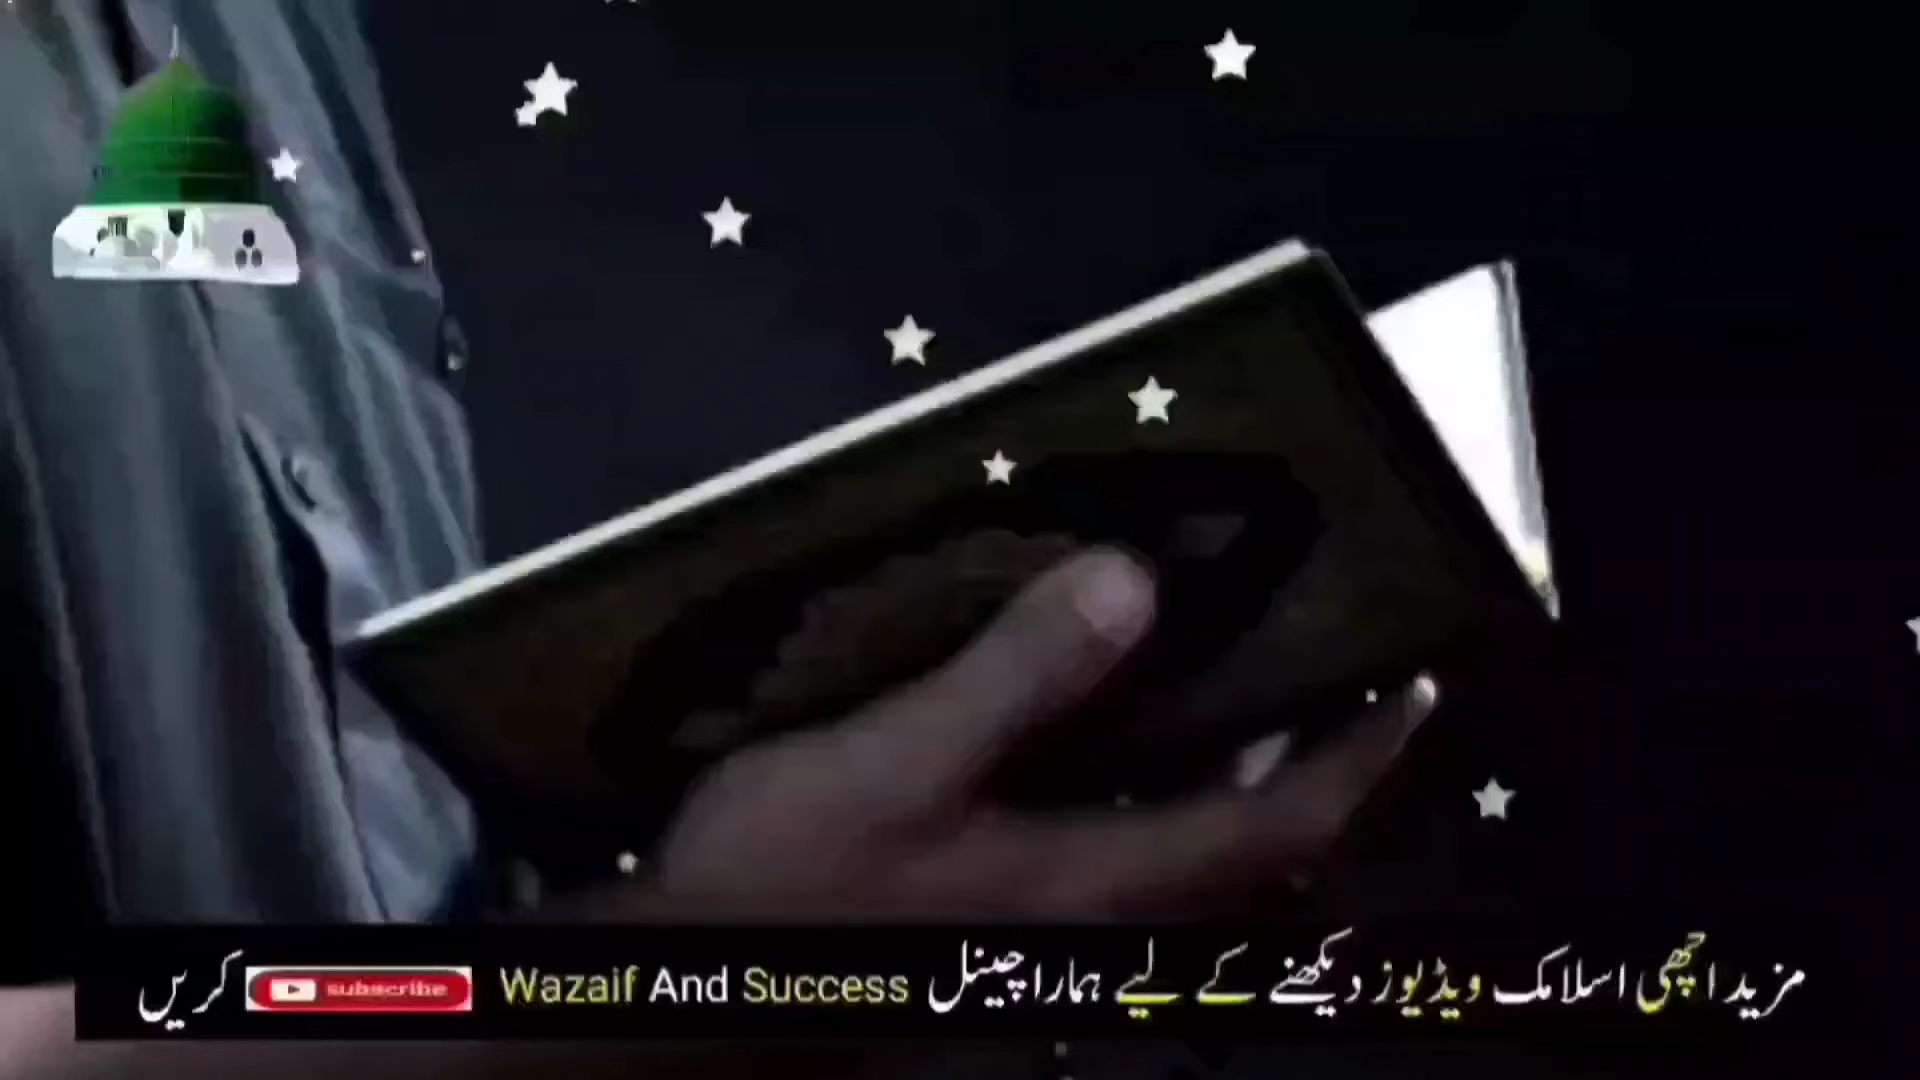 مزید اچھی اسلامک ویڈیوز دیکھنے کے لیے ہمارا چینل Wazaif And Success subscribe کریں